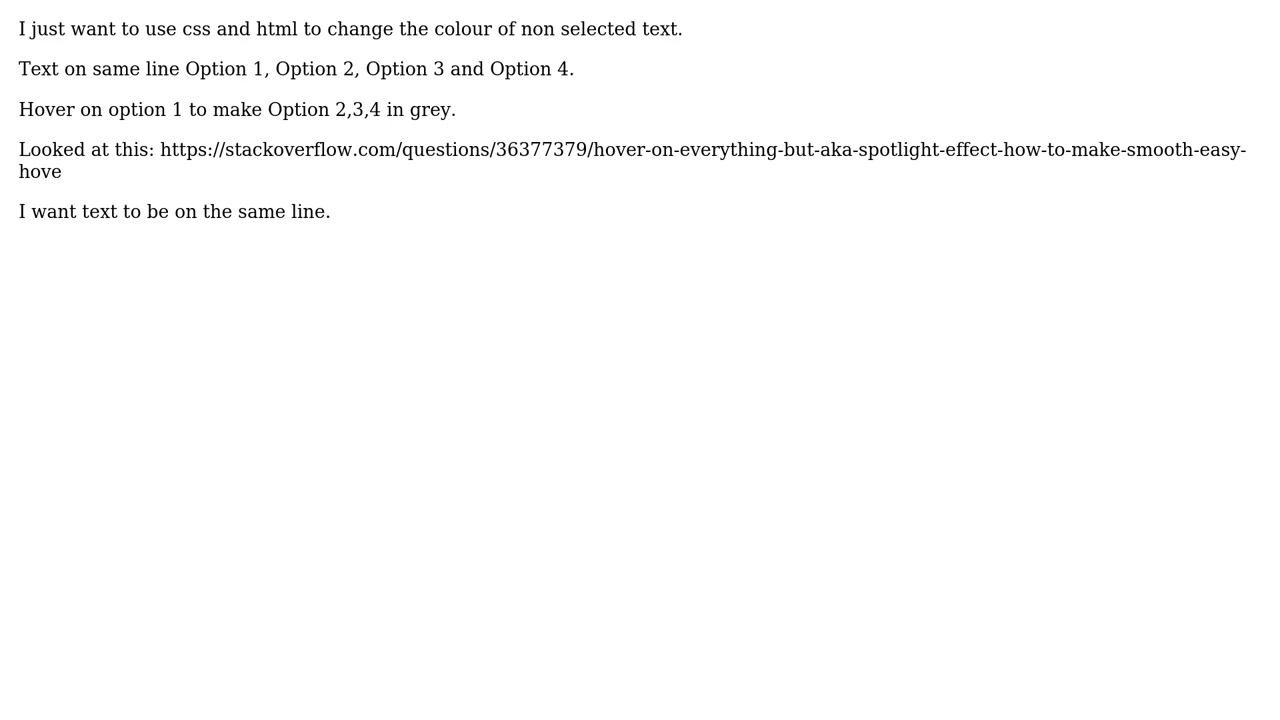 I just want to use css and html to change the colour of non selected text.
Text on same line Option 1, Option 2, Option 3 and Option 4.
Hover on option 1 to make Option 2,3,4 in grey.
Looked at this: https://stackoverflow.com/questions/36377379/hover-on-everything-but-aka-spotlight-effect-how-to-make-smooth-easy-
hove
I want text to be on the same line.